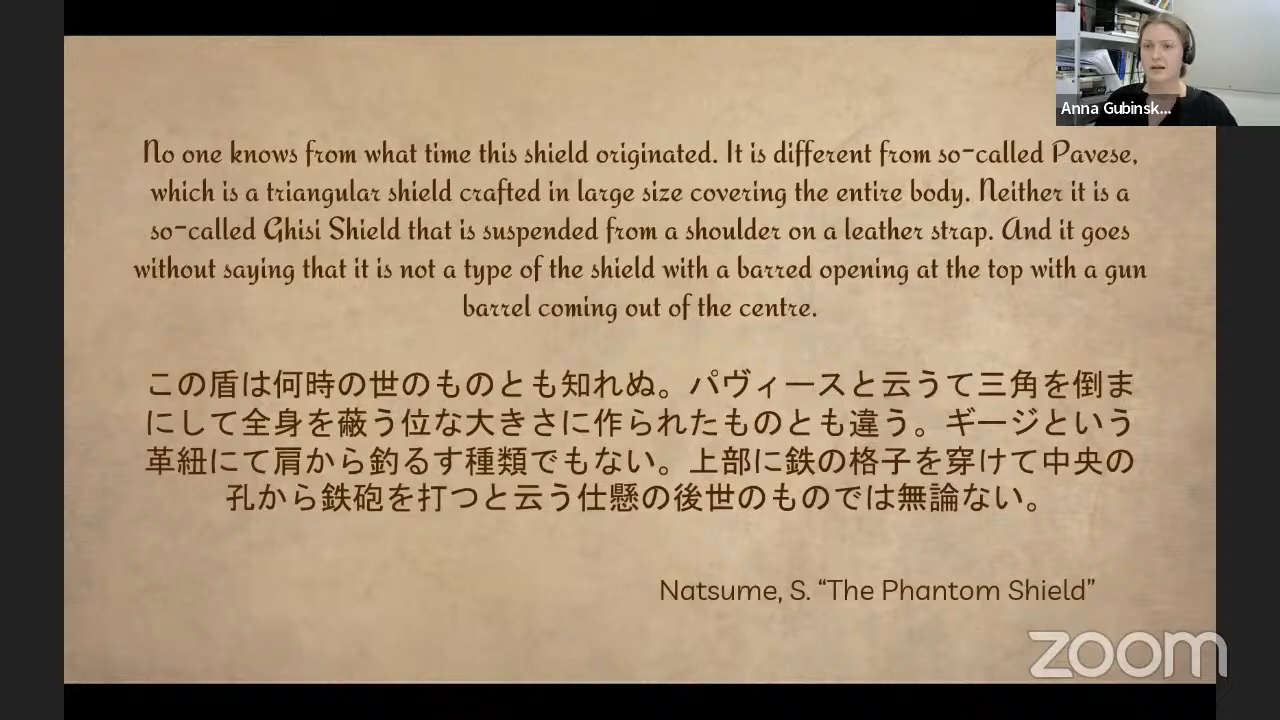 Anna Gubinsk...
No one knows from what time this shield originated. It is different from so-called Pavese,
which is a triangular shield crafted in large size covering the entire body. Neither it is a
so-called Ghisi Shield that is suspended from a shoulder on a leather strap. And it goes
without saying that it is not a type of the shield with a barred opening at the top with a gun
barrel coming out of the centre.
この盾は何時の世のものとも知れぬ。パヴィースと云うて三角を倒ま
にして全身を蔽う位な大きさに作られたものとも違う。ギージという
革紐にて肩から釣るす種類でもない。上部に鉄の格子を穿けて中央の
孔から鉄砲を打つと云う仕懸の後世のものでは無論ない。
Natsume, S. “The Phantom Shield”
zoom